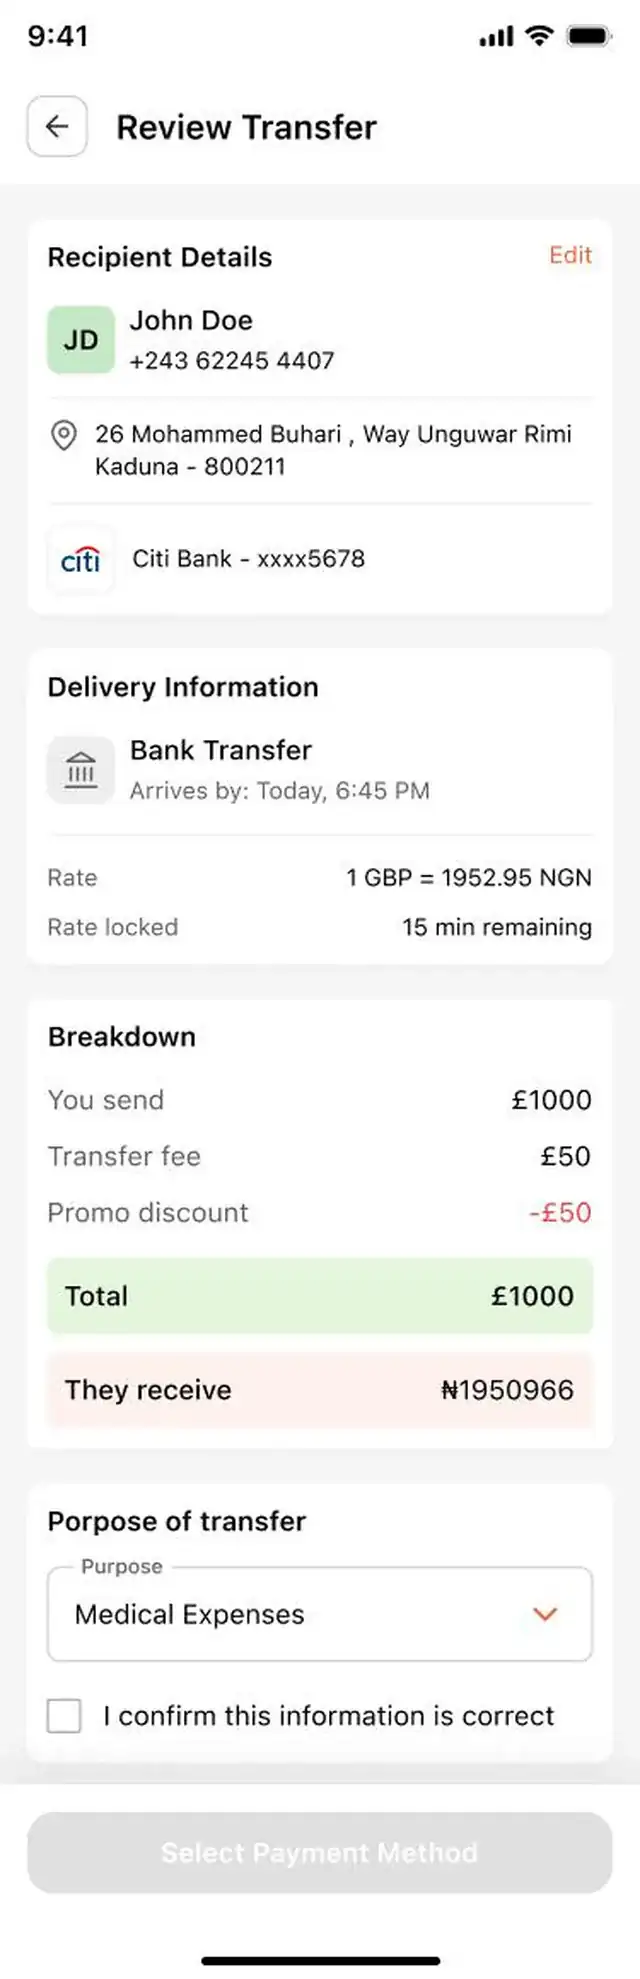 9:41
Review Transfer
Recipient Details
Edit
JD
John Doe
+243 62245 4407
26 Mohammed Buhari , Way Unguwar Rimi
Kaduna - 800211
citi
Citi Bank - xxxx5678
Delivery Information
Bank Transfer
Arrives by: Today, 6:45 PM
Rate
1 GBP = 1952.95 NGN
Rate locked
15 min remaining
Breakdown
You send
£1000
Transfer fee
£50
Promo discount
-£50
Total
£1000
They receive
₦1950966
Porpose of transfer
Purpose
Medical Expenses
I confirm this information is correct
Select Payment Method